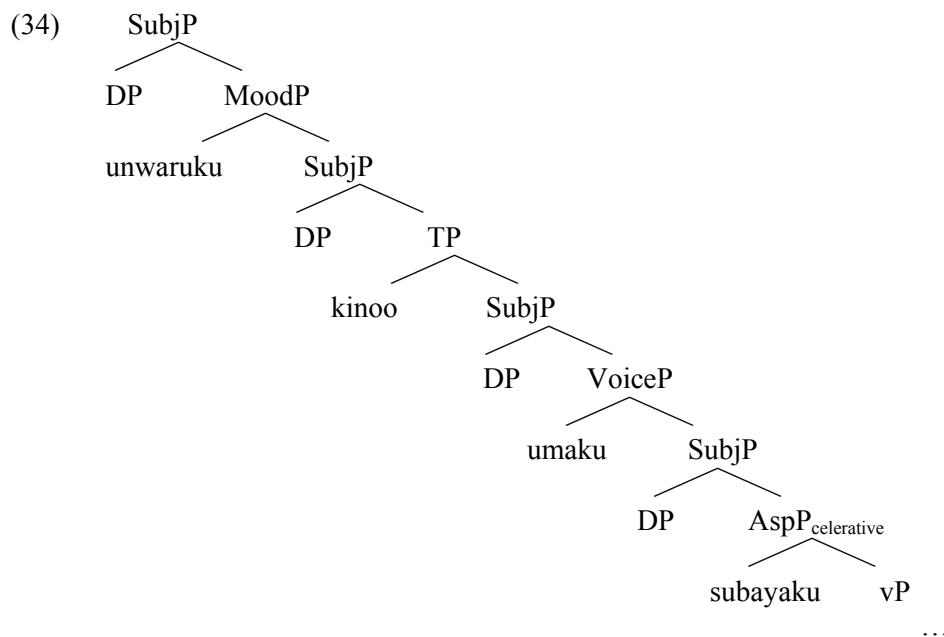 (34) SubjP
DP MoodP
unwaruku SubjP
DP TP
kinoo SubjP
DP VoiceP
umaku SubjP
DP AspPcelerative
subayaku vP
…